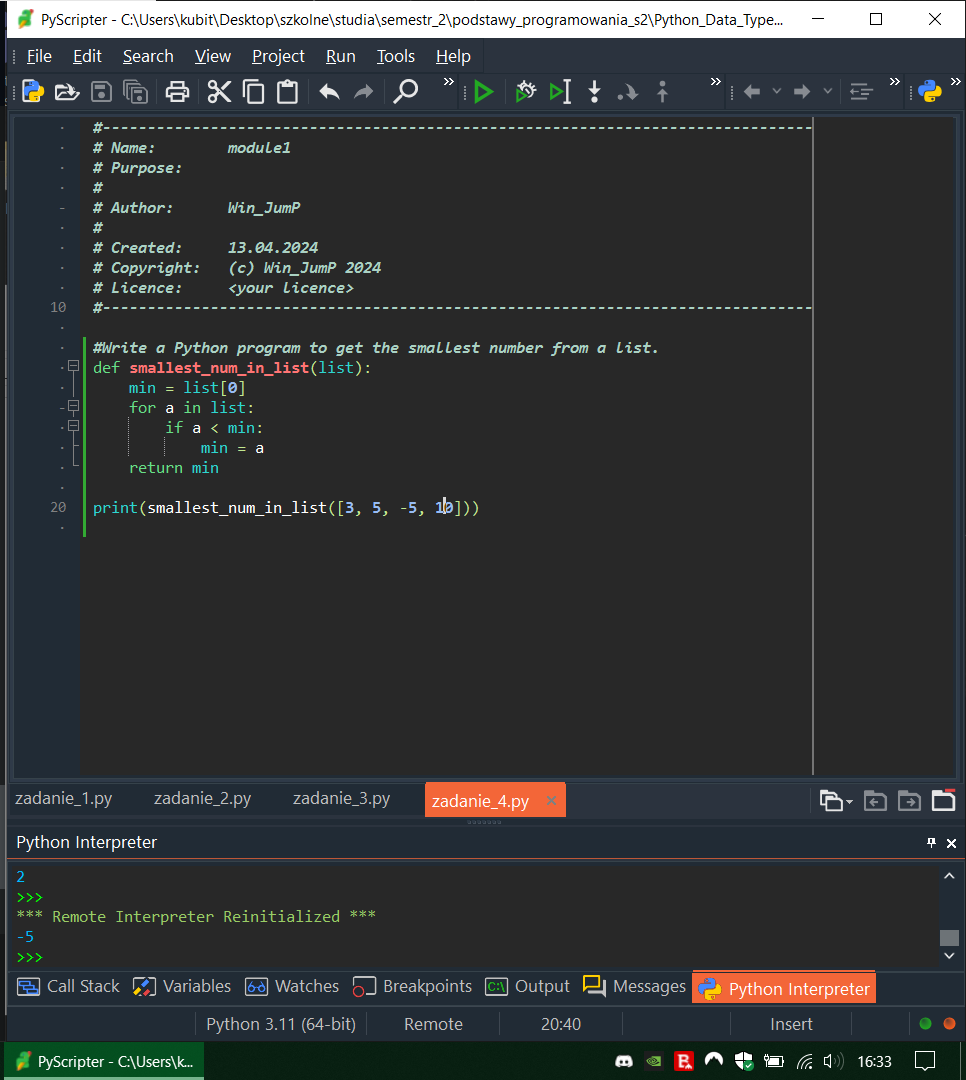 PyScripter - C:\Users\kubit\Desktop\szkolne\studia\semestr_2\podstawy_programowania_s2\Python_Data_Type...
File Edit Search View Project Run Tools Help
#-------------------------------------------------------------------------------
# Name:        module1
# Purpose:
#
# Author:      Win_JumP
#
# Created:     13.04.2024
# Copyright:   (c) Win_JumP 2024
# Licence:     <your licence>
10 #-------------------------------------------------------------------------------
#Write a Python program to get the smallest number from a list.
def smallest_num_in_list(list):
    min = list[0]
    for a in list:
        if a < min:
            min = a
    return min
20 print(smallest_num_in_list([3, 5, -5, 10]))
zadanie_1.py zadanie_2.py zadanie_3.py zadanie_4.py
Python Interpreter
2
>>>
*** Remote Interpreter Reinitialized ***
-5
>>>
Call Stack Variables Watches Breakpoints Output Messages Python Interpreter
Python 3.11 (64-bit) Remote 20:40 Insert
PyScripter - C:\Users\k... 16:33